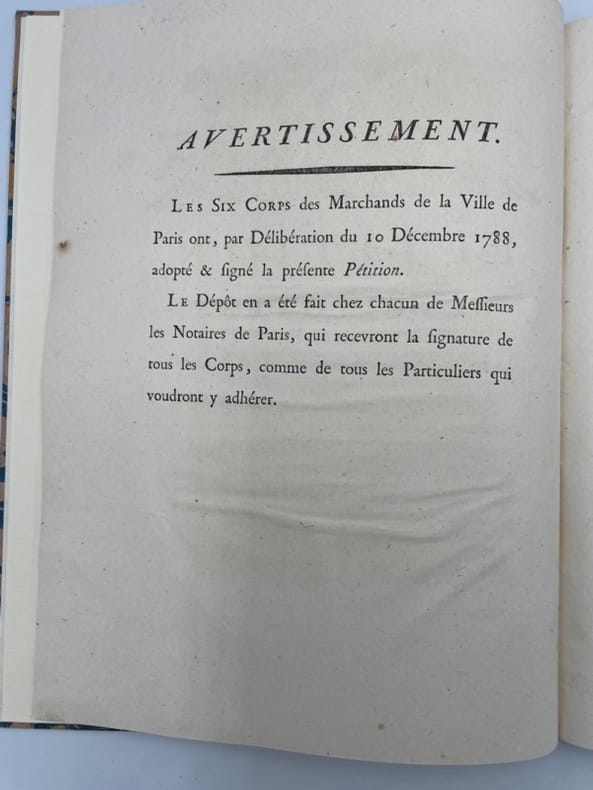 AVERTISSEMENT.
LES SIX CORPS des Marchands de la Ville de
Paris ont, par Délibération du 10 Décembre 1788,
adopté & ſigné la préſente Pétition.
LE Dépôt en a été fait chez chacun de Meſſieurs
les Notaires de Paris, qui recevront la ſignature de
tous les Corps, comme de tous les Particuliers qui
voudront y adhérer.